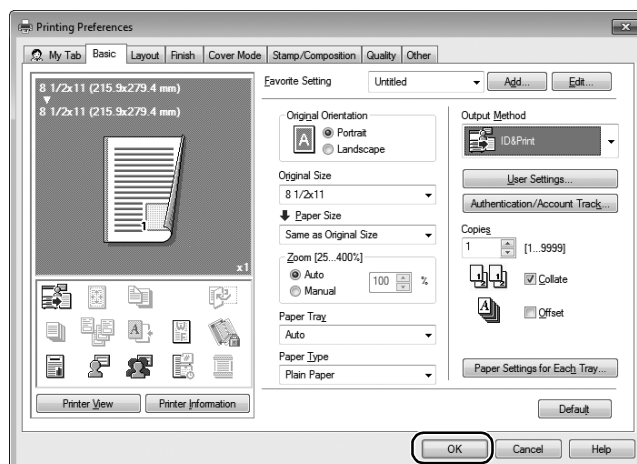 Printing Preferences
My Tab Basic Layout Finish Cover Mode Stamp/Composition Quality Other
8 1/2x11 (215.9x279.4 mm)
8 1/2x11 (215.9x279.4 mm)
1
x1
Printer View Printer Information
Favorite Setting Untitled Add... Edit...
Original Orientation
A Portrait
Landscape
Original Size
8 1/2x11
Paper Size
Same as Original Size
Zoom [25...400%]
Auto
Manual
100 %
Paper Tray
Auto
Paper Type
Plain Paper
Output Method
ID&Print
User Settings...
Authentication/Account Track...
Copies
1 [1...9999]
Collate
Offset
Paper Settings for Each Tray...
Default
OK Cancel Help